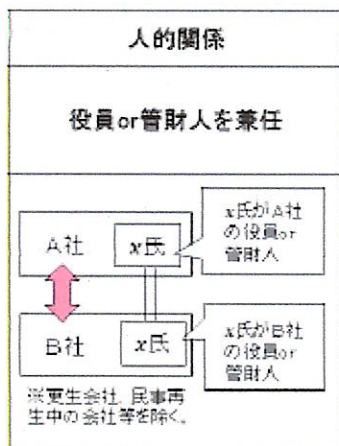 人的関係
役員or管財人を兼任
A社
x氏
x氏がA社
の役員or
管財人
B社
x氏
x氏がB社
の役員or
管財人
※更生会社、民事再
生中の会社等を除く。